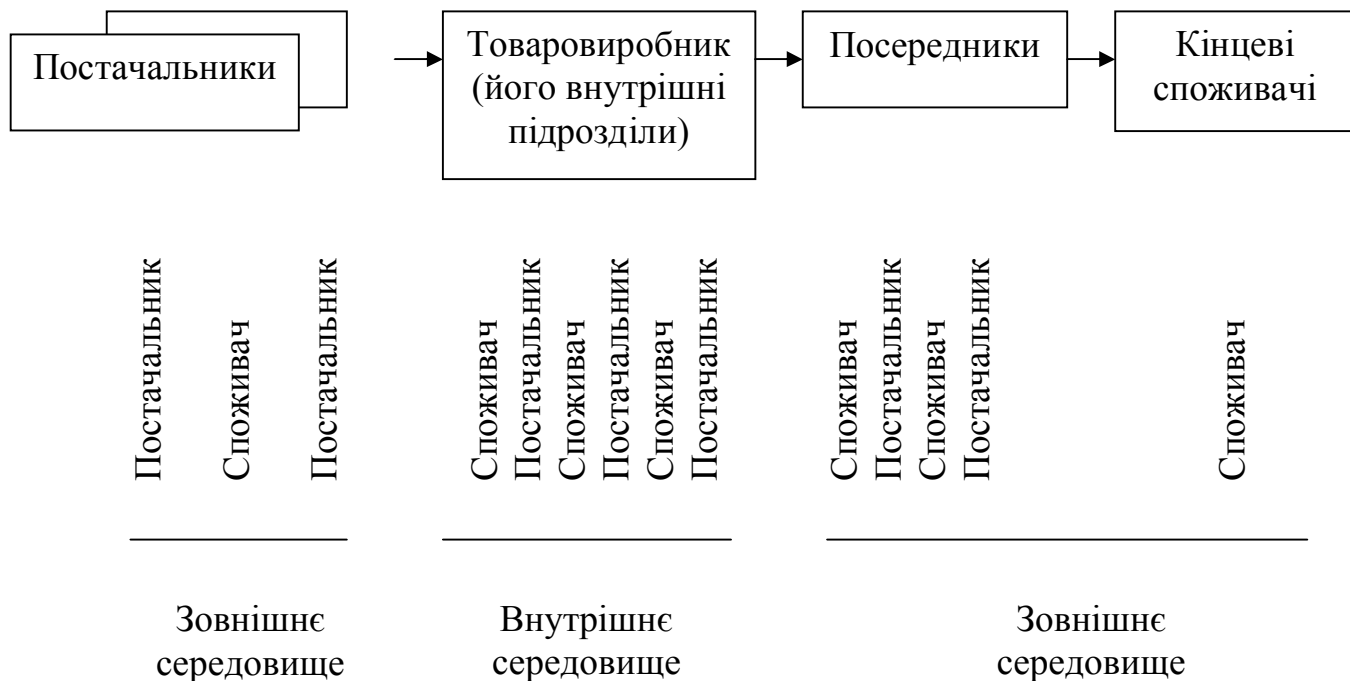 Постачальники
Товаровиробник
(його внутрішні
підрозділи)
Посередники
Кінцеві
споживачі
Постачальник
Споживач
Постачальник
Споживач
Постачальник
Споживач
Постачальник
Споживач
Постачальник
Споживач
Постачальник
Споживач
Постачальник
Споживач
Зовнішнє
середовище
Внутрішнє
середовище
Зовнішнє
середовище